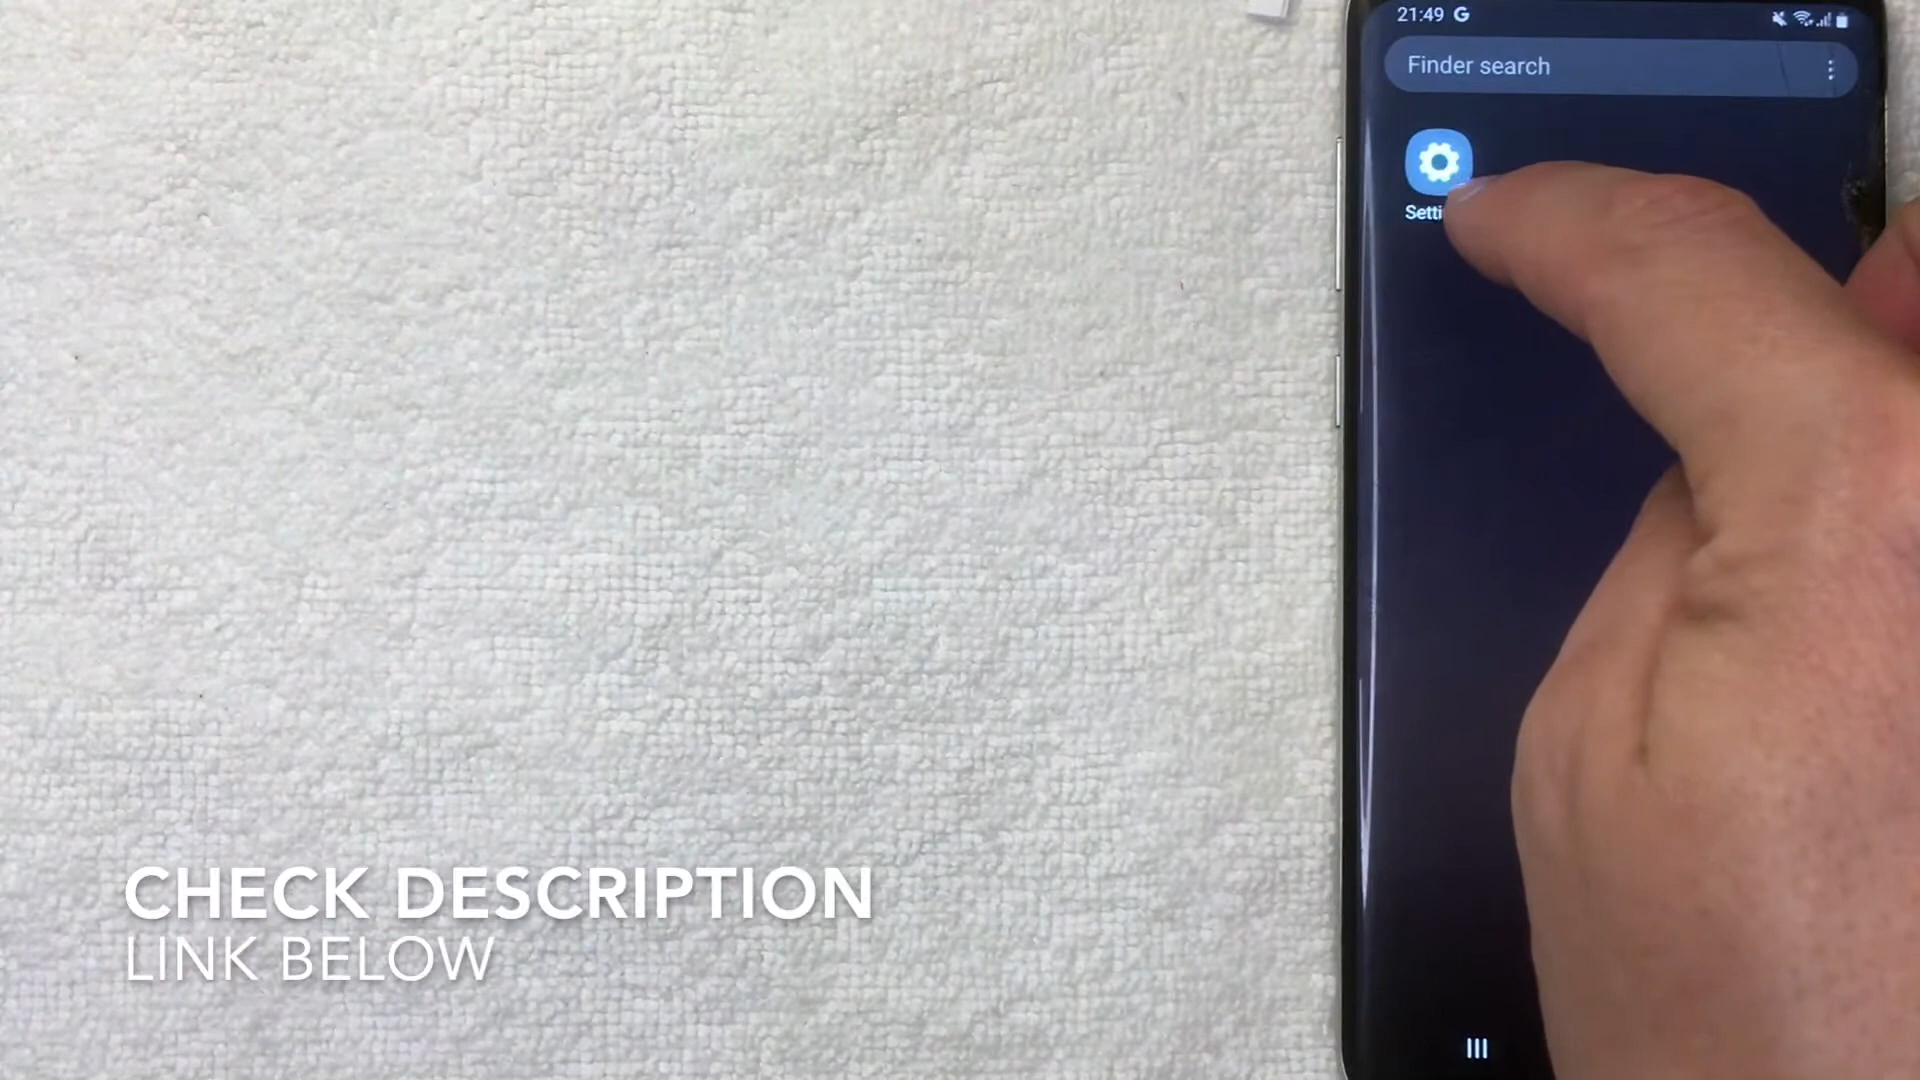 21:49 G
Finder search
Setti
CHECK DESCRIPTION
LINK BELOW